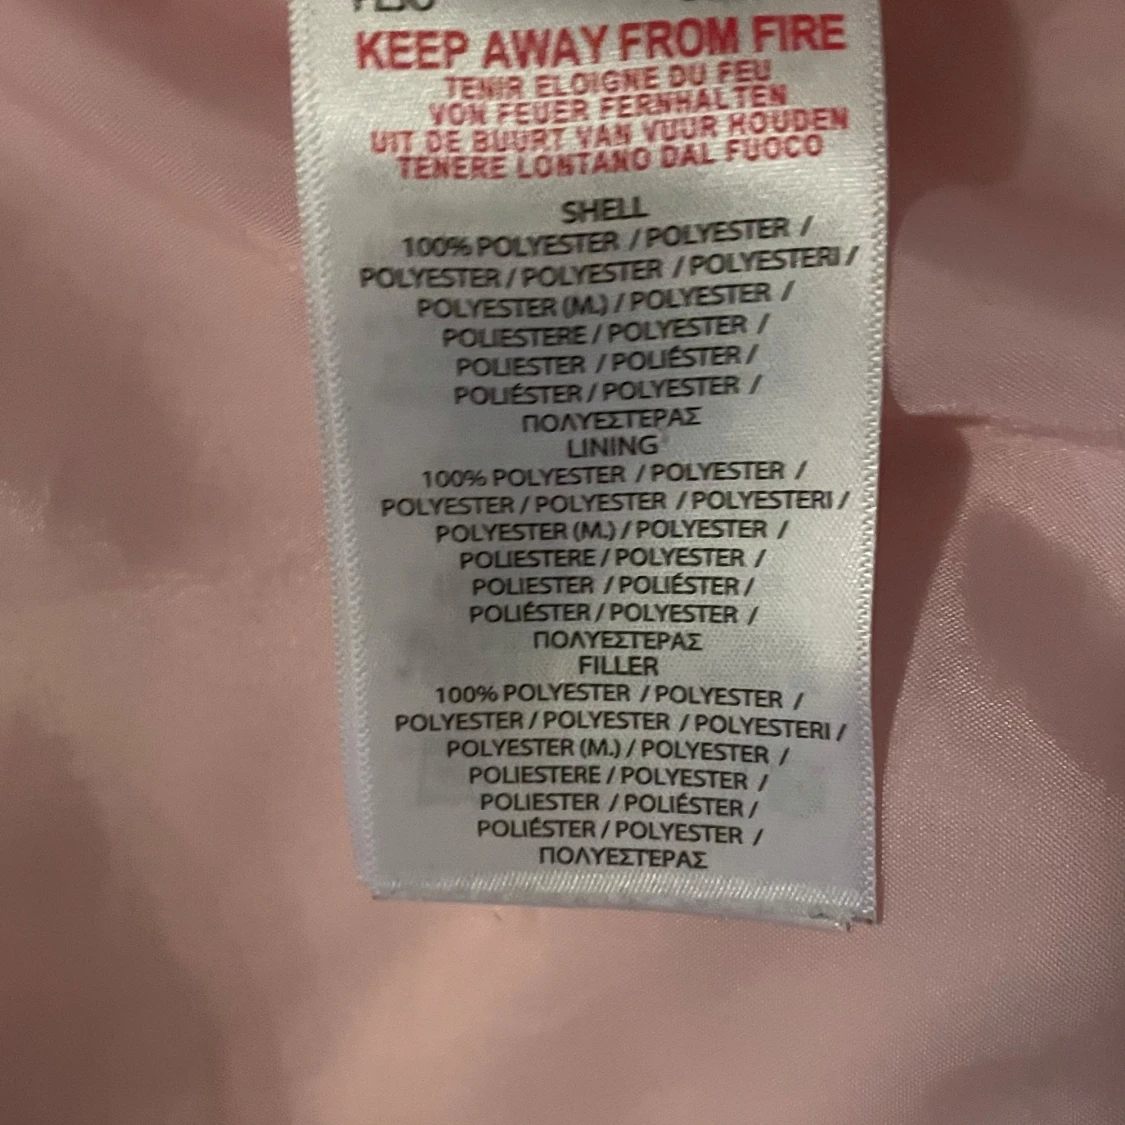 KEEP AWAY FROM FIRE
TENIR ELOIGNE DU FEU
VON FEUER FERNHALTEN
UIT DE BUURT VAN VUUR HOUDEN
TENERE LONTANO DAL FUOCO
SHELL
100% POLYESTER / POLYESTER /
POLYESTER / POLYESTER / POLYESTERI /
POLYESTER (M.) / POLYESTER /
POLIESTERE / POLYESTER /
POLIESTER / POLIÉSTER /
POLIÉSTER / POLYESTER /
ΠΟΛΥΕΣΤΕΡΑΣ
LINING
100% POLYESTER / POLYESTER /
POLYESTER / POLYESTER / POLYESTERI /
POLYESTER (M.) / POLYESTER /
POLIESTERE / POLYESTER /
POLIESTER / POLIÉSTER /
POLIÉSTER / POLYESTER /
ΠΟΛΥΕΣΤΕΡΑΣ
FILLER
100% POLYESTER / POLYESTER /
POLYESTER / POLYESTER / POLYESTERI /
POLYESTER (M.) / POLYESTER /
POLIESTERE / POLYESTER /
POLIESTER / POLIÉSTER /
POLIÉSTER / POLYESTER /
ΠΟΛΥΕΣΤΕΡΑΣ